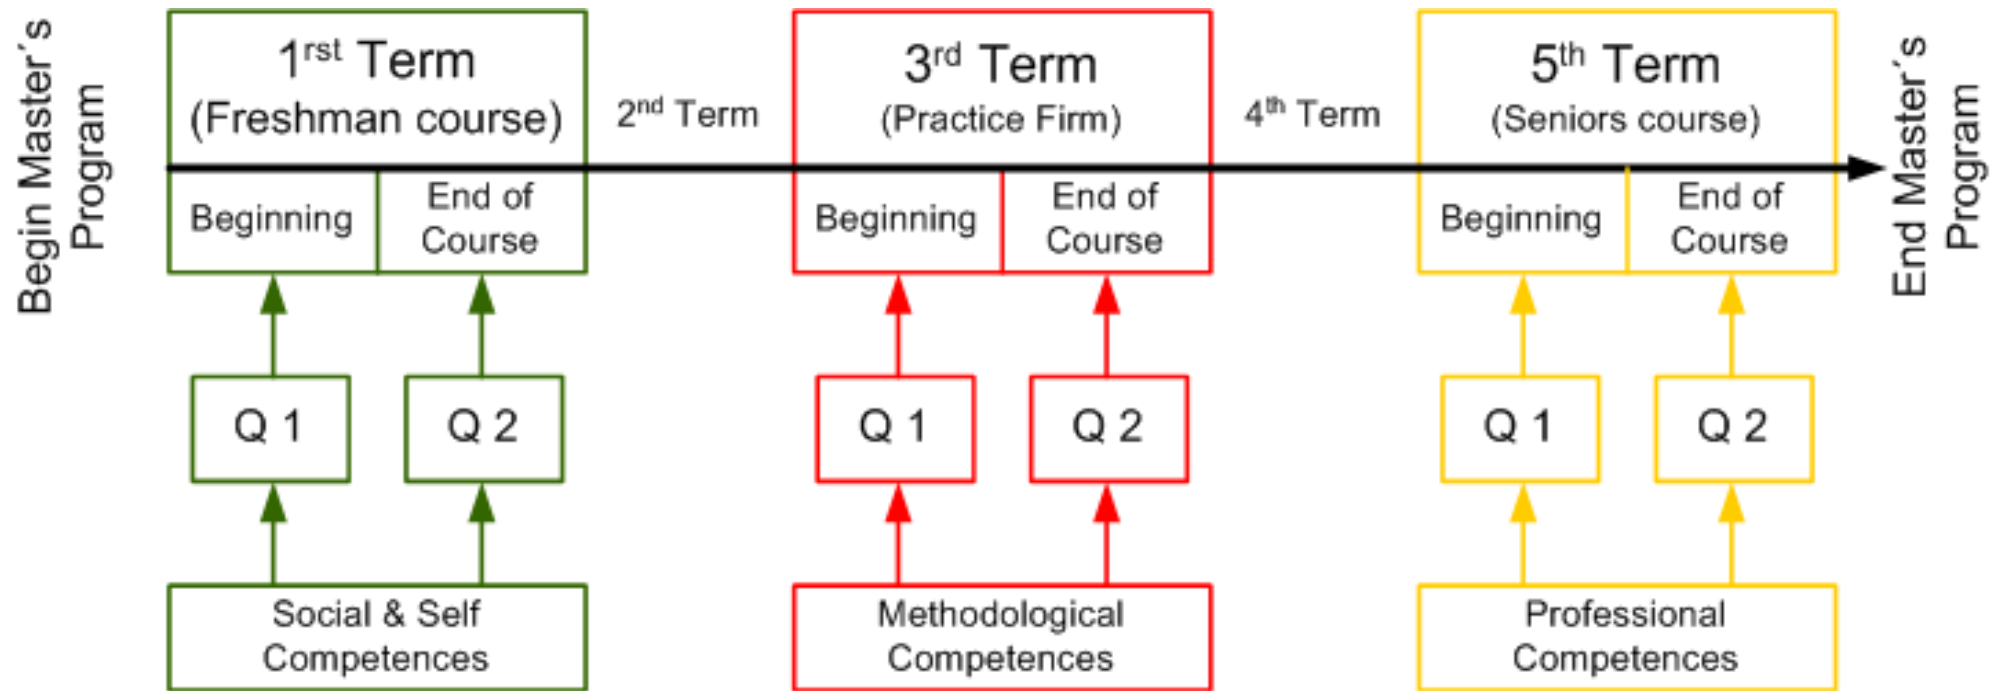 Begin Master´s
Program
1rst Term
(Freshman course)
2nd Term
3rd Term
(Practice Firm)
4th Term
5th Term
(Seniors course)
End Master´s
Program
Beginning
End of
Course
Beginning
End of
Course
Beginning
End of
Course
Q 1
Q 2
Q 1
Q 2
Q 1
Q 2
Social & Self
Competences
Methodological
Competences
Professional
Competences